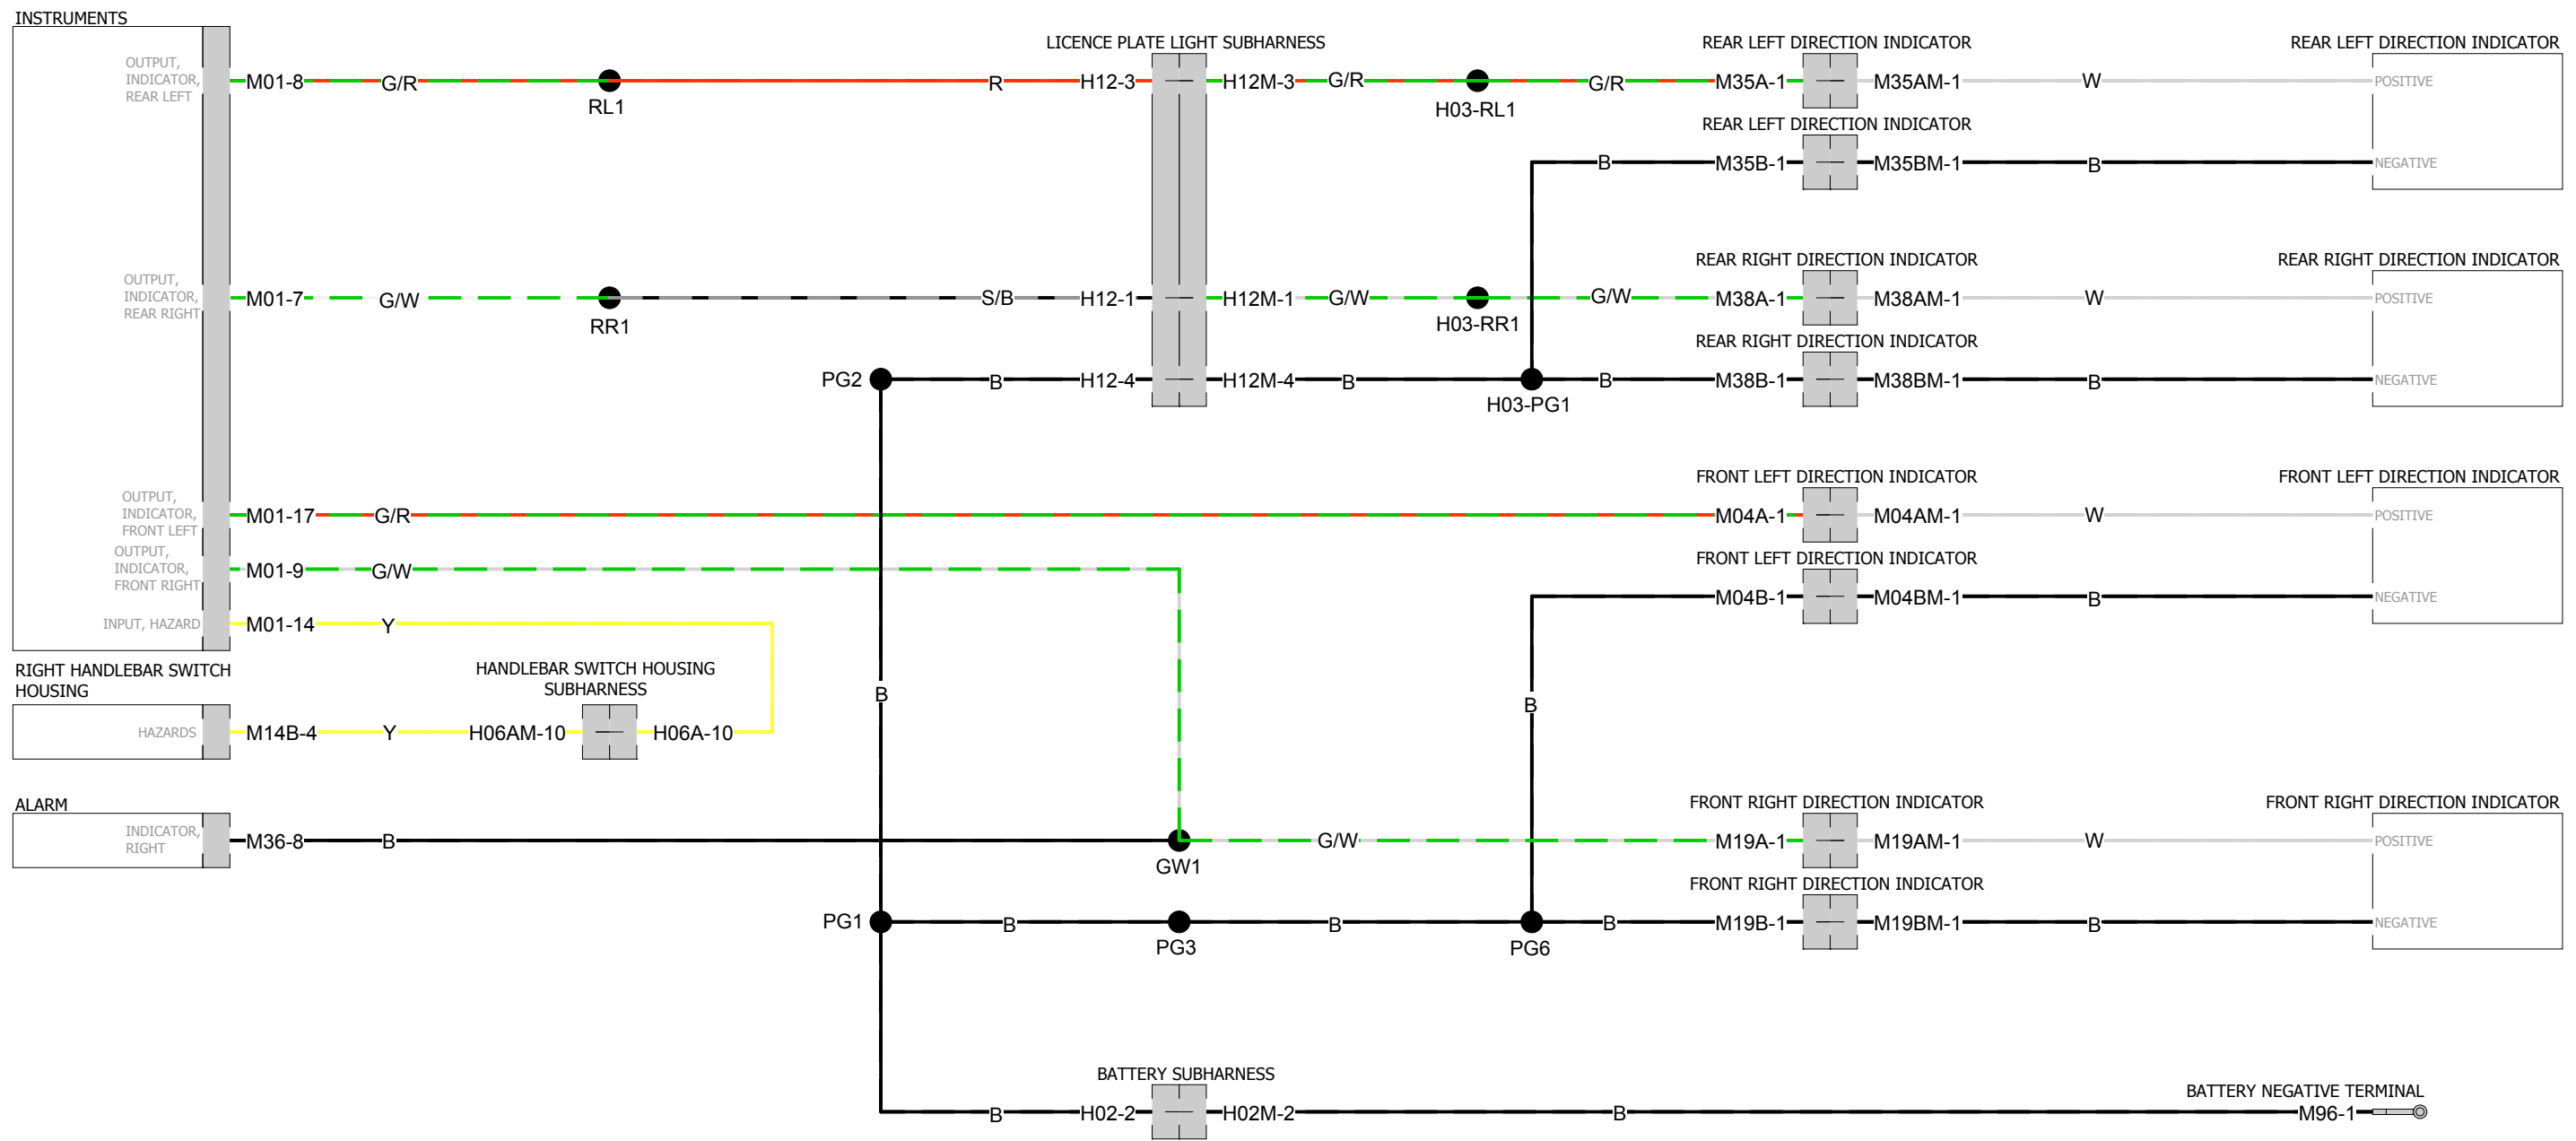 INSTRUMENTS
LICENCE PLATE LIGHT SUBHARNESS
REAR LEFT DIRECTION INDICATOR
REAR LEFT DIRECTION INDICATOR
OUTPUT,
INDICATOR,
REAR LEFT
M01-8
G/R
RL1
R
H12-3
H12M-3
G/R
H03-RL1
G/R
M35A-1
M35AM-1
W
POSITIVE
REAR LEFT DIRECTION INDICATOR
B
M35B-1
M35BM-1
B
NEGATIVE
REAR RIGHT DIRECTION INDICATOR
REAR RIGHT DIRECTION INDICATOR
OUTPUT,
INDICATOR,
REAR RIGHT
M01-7
G/W
RR1
S/B
H12-1
H12M-1
G/W
H03-RR1
G/W
M38A-1
M38AM-1
W
POSITIVE
REAR RIGHT DIRECTION INDICATOR
PG2
B
H12-4
H12M-4
B
H03-PG1
B
M38B-1
M38BM-1
B
NEGATIVE
FRONT LEFT DIRECTION INDICATOR
FRONT LEFT DIRECTION INDICATOR
OUTPUT,
INDICATOR,
FRONT LEFT
M01-17
G/R
M04A-1
M04AM-1
W
POSITIVE
OUTPUT,
INDICATOR,
FRONT RIGHT
M01-9
G/W
FRONT LEFT DIRECTION INDICATOR
M04B-1
M04BM-1
B
NEGATIVE
INPUT, HAZARD
M01-14
Y
RIGHT HANDLEBAR SWITCH
HOUSING
HANDLEBAR SWITCH HOUSING
SUBHARNESS
B
B
HAZARDS
M14B-4
Y
H06AM-10
H06A-10
ALARM
FRONT RIGHT DIRECTION INDICATOR
FRONT RIGHT DIRECTION INDICATOR
INDICATOR,
RIGHT
M36-8
B
GW1
G/W
M19A-1
M19AM-1
W
POSITIVE
FRONT RIGHT DIRECTION INDICATOR
PG1
B
PG3
B
PG6
B
M19B-1
M19BM-1
B
NEGATIVE
BATTERY SUBHARNESS
BATTERY NEGATIVE TERMINAL
B
H02-2
H02M-2
B
M96-1